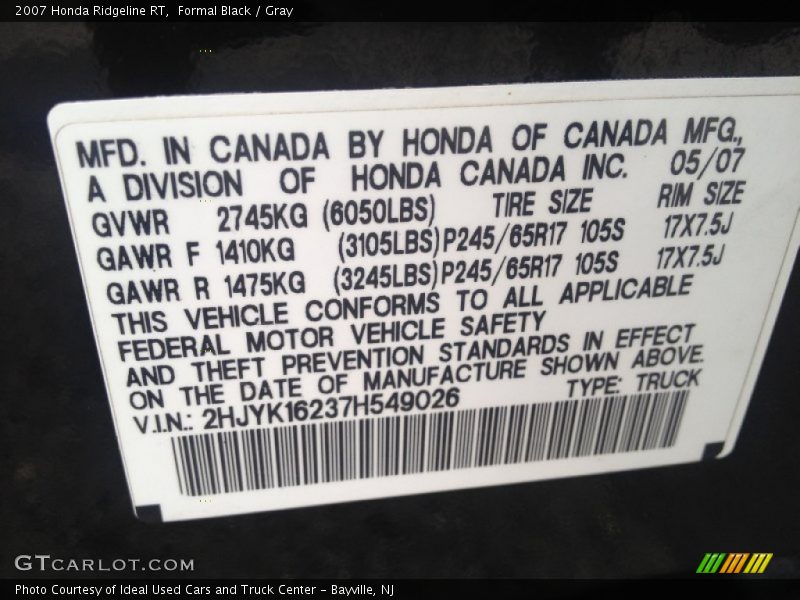 2007 Honda Ridgeline RT,  Formal Black / Gray
MFD. IN CANADA BY HONDA OF CANADA MFG.,
A DIVISION OF HONDA CANADA INC. 05/07
GVWR 2745KG (6050LBS) TIRE SIZE RIM SIZE
GAWR F 1410KG (3105LBS) P245/65R17 105S 17X7.5J
GAWR R 1475KG (3245LBS) P245/65R17 105S 17X7.5J
THIS VEHICLE CONFORMS TO ALL APPLICABLE
FEDERAL MOTOR VEHICLE SAFETY
AND THEFT PREVENTION STANDARDS IN EFFECT
ON THE DATE OF MANUFACTURE SHOWN ABOVE.
V.I.N.: 2HJYK16237H549026 TYPE: TRUCK
GTCARLOT.COM
Photo Courtesy of Ideal Used Cars and Truck Center – Bayville, NJ